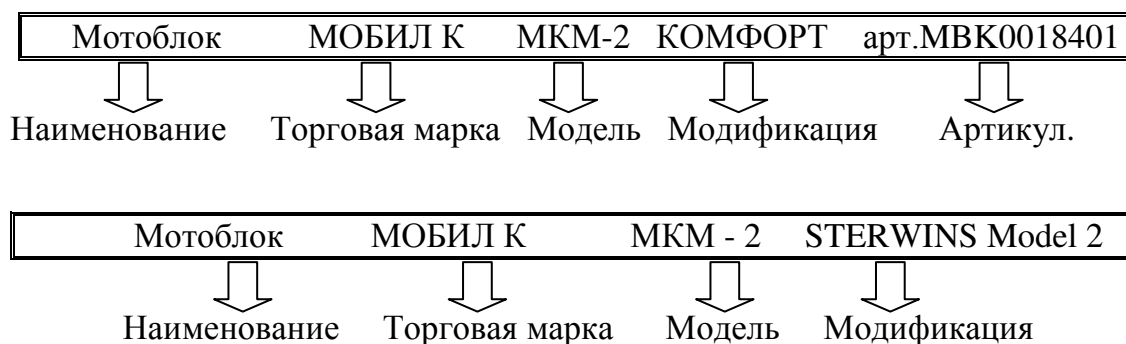 Мотоблок МОБИЛ К МКМ-2 КОМФОРТ арт.MBK0018401
Наименование Торговая марка Модель Модификация Артикул.
Мотоблок МОБИЛ К МКМ - 2 STERWINS Model 2
Наименование Торговая марка Модель Модификация